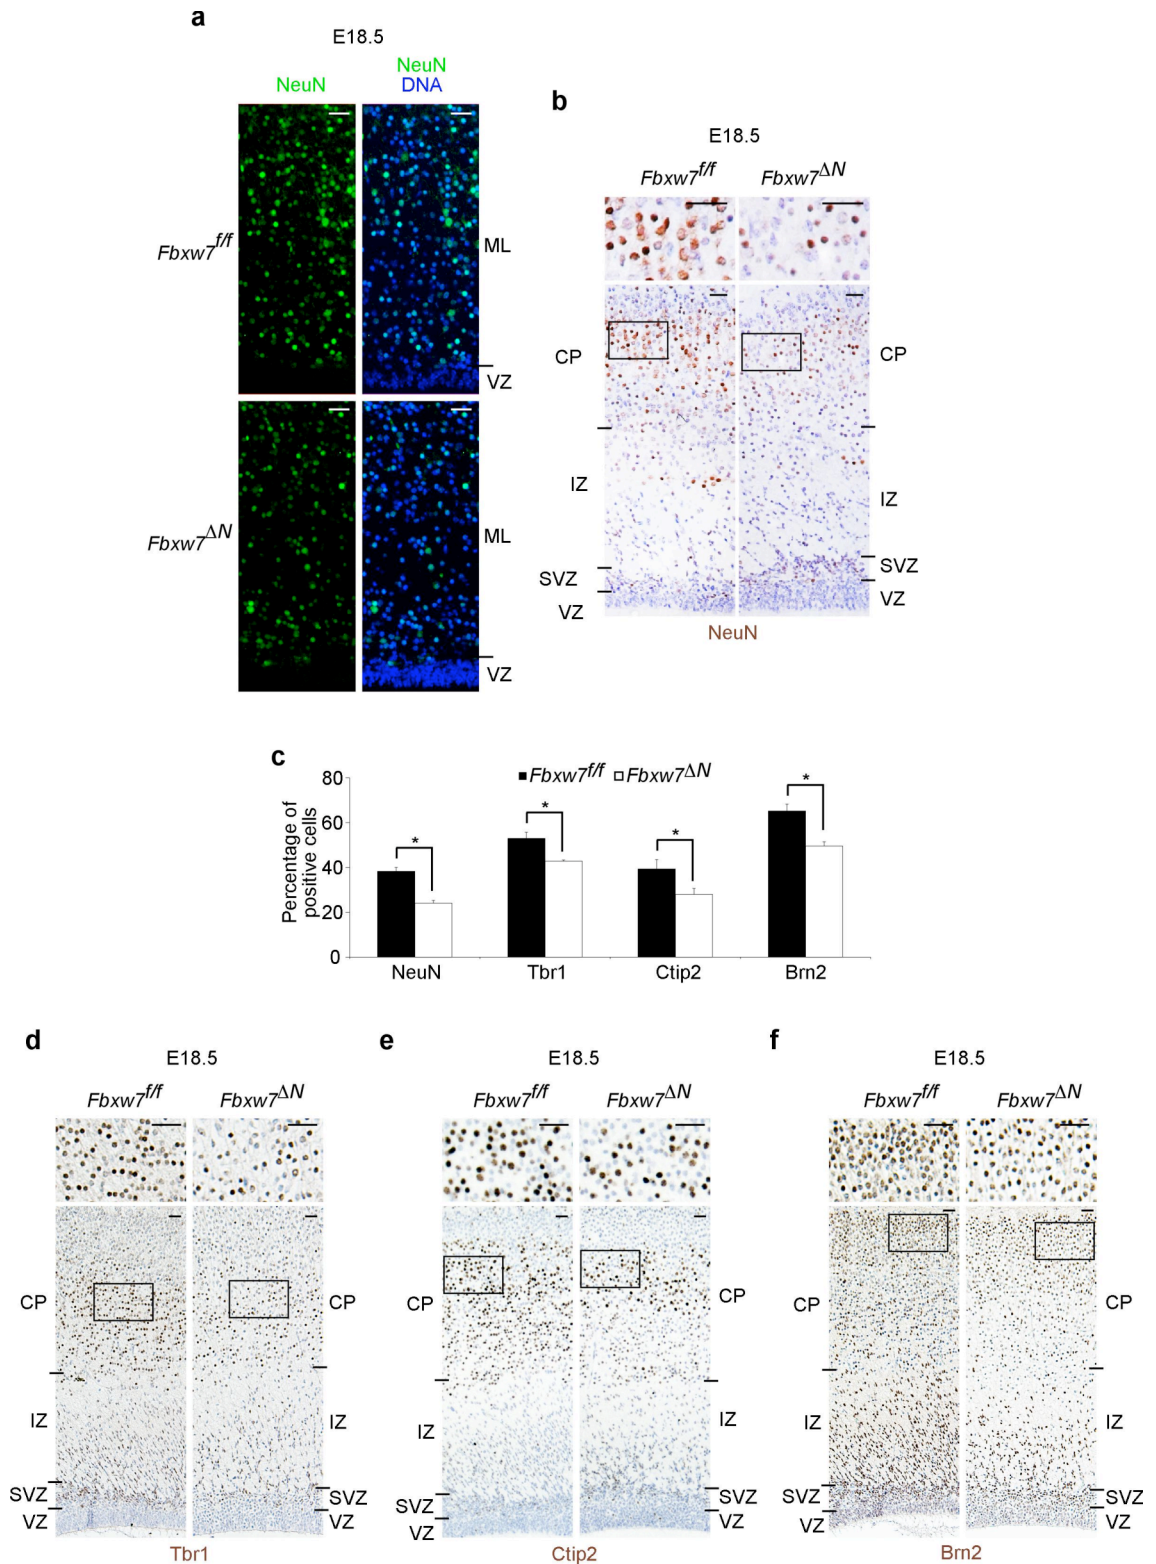 a
E18.5
NeuN
NeuN
DNA
Fbxw7f/f
ML
VZ
Fbxw7ΔN
ML
VZ
b
E18.5
Fbxw7f/f Fbxw7ΔN
CP CP
IZ IZ
SVZ SVZ
VZ VZ
NeuN
c
Fbxw7f/f Fbxw7ΔN
Percentage of
positive cells
80
60
40
20
0
* * * *
NeuN Tbr1 Ctip2 Brn2
d
E18.5
Fbxw7f/f Fbxw7ΔN
CP CP
IZ IZ
SVZ SVZ
VZ VZ
Tbr1
e
E18.5
Fbxw7f/f Fbxw7ΔN
CP CP
IZ IZ
SVZ SVZ
VZ VZ
Ctip2
f
E18.5
Fbxw7f/f Fbxw7ΔN
CP CP
IZ IZ
SVZ SVZ
VZ VZ
Brn2